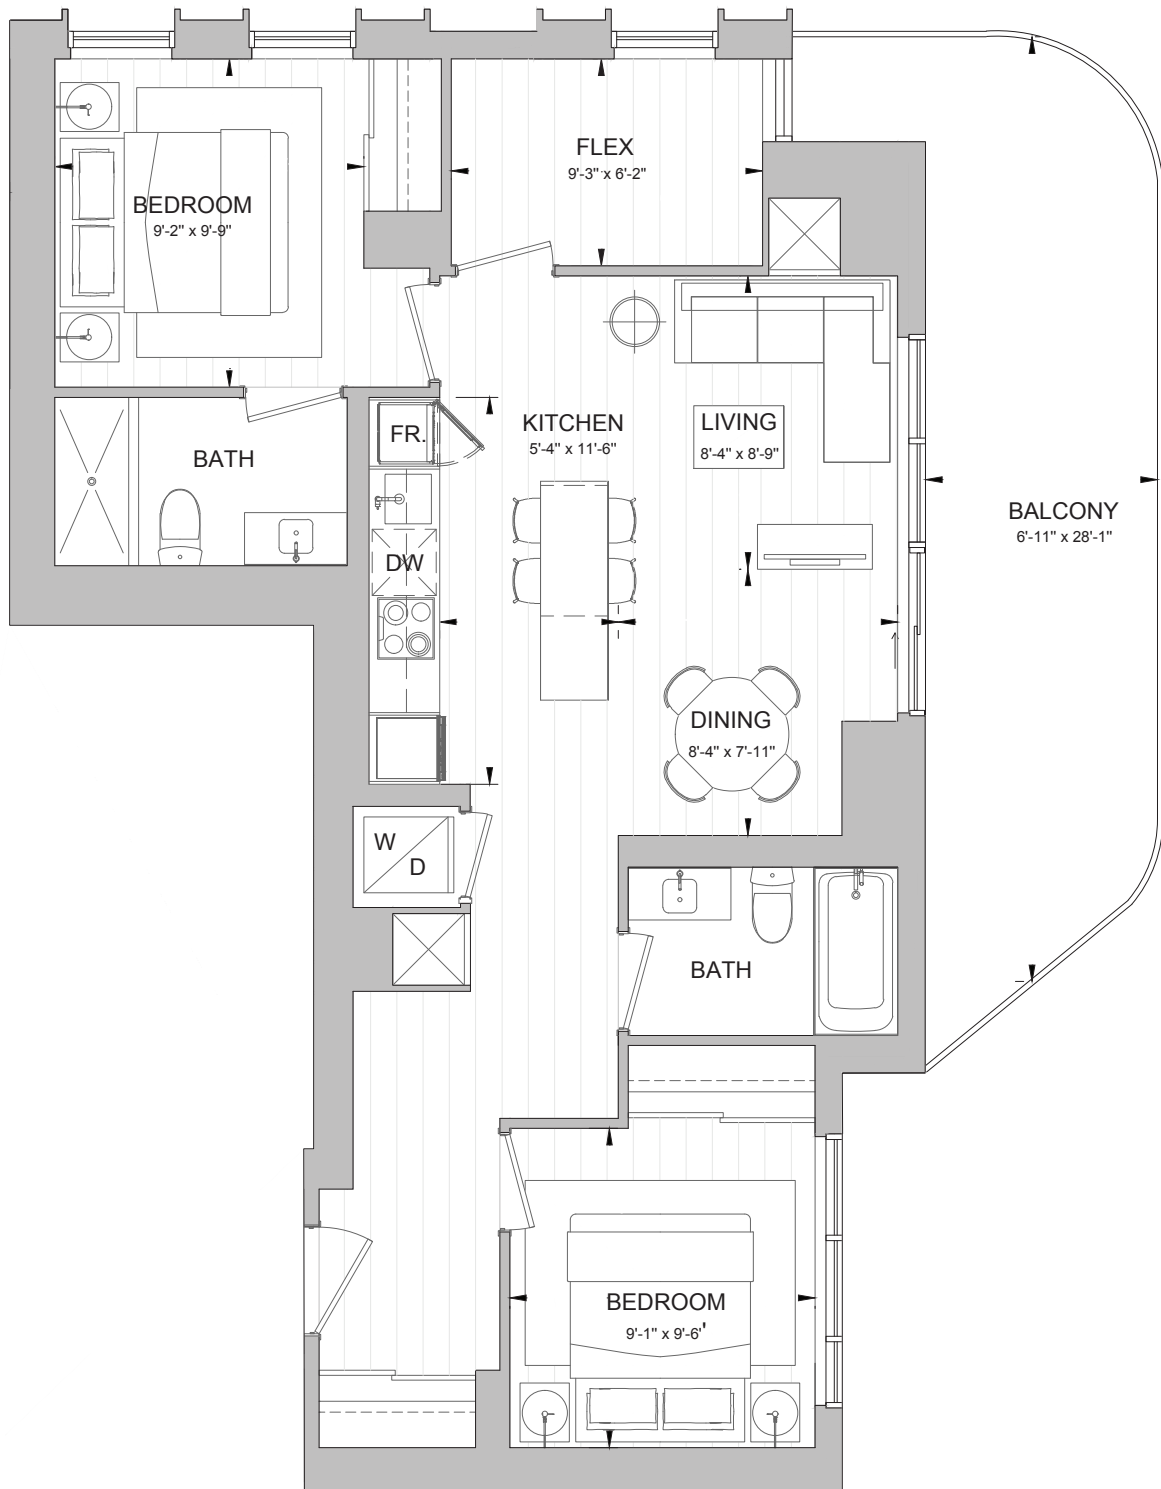 FLEX
9'-3" x 6'-2"
BEDROOM
9'-2" x 9'-9"
KITCHEN
5'-4" x 11'-6"
LIVING
8'-4" x 8'-9"
FR.
BATH
BALCONY
6'-11" x 28'-1"
DW
DINING
8'-4" x 7'-11"
W
D
BATH
BEDROOM
9'-1" x 9'-6'